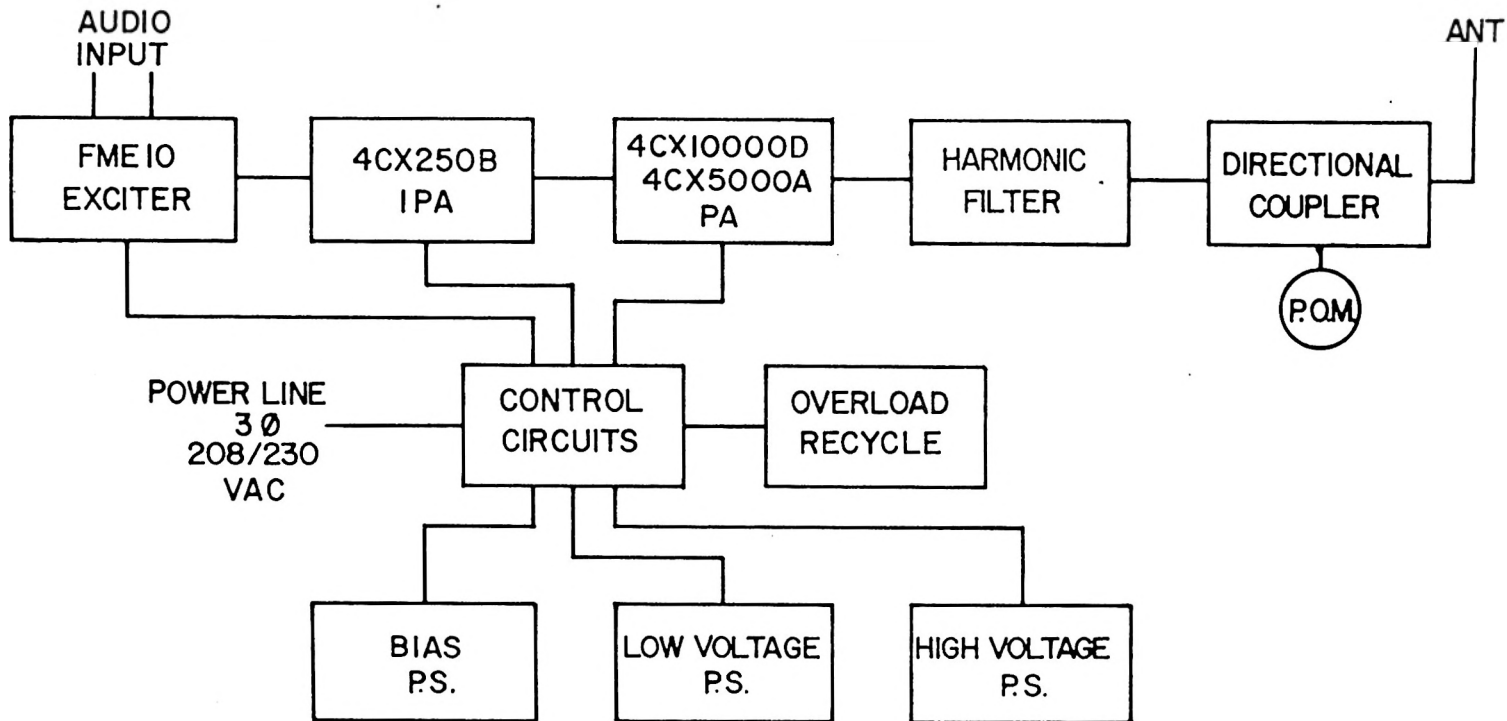 AUDIO
INPUT
ANT
FME10
EXCITER
4CX250B
IPA
4CX10000D
4CX5000A
PA
HARMONIC
FILTER
DIRECTIONAL
COUPLER
P.O.M.
POWER LINE
3 Ø
208/230
VAC
CONTROL
CIRCUITS
OVERLOAD
RECYCLE
BIAS
P.S.
LOW VOLTAGE
P.S.
HIGH VOLTAGE
P.S.